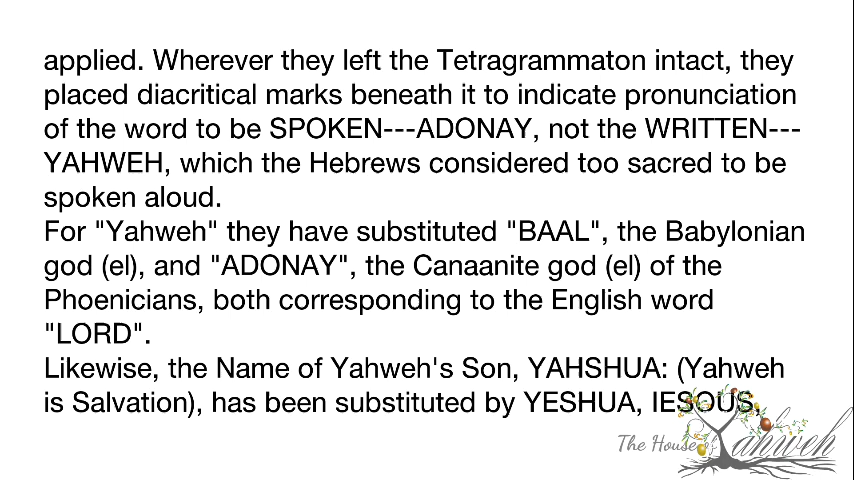 applied. Wherever they left the Tetragrammaton intact, they
placed diacritical marks beneath it to indicate pronunciation
of the word to be SPOKEN---ADONAY, not the WRITTEN---
YAHWEH, which the Hebrews considered too sacred to be
spoken aloud.
For "Yahweh" they have substituted "BAAL", the Babylonian
god (el), and "ADONAY", the Canaanite god (el) of the
Phoenicians, both corresponding to the English word
"LORD".
Likewise, the Name of Yahweh's Son, YAHSHUA: (Yahweh
is Salvation), has been substituted by YESHUA, IESOUS,
The House of Yahweh